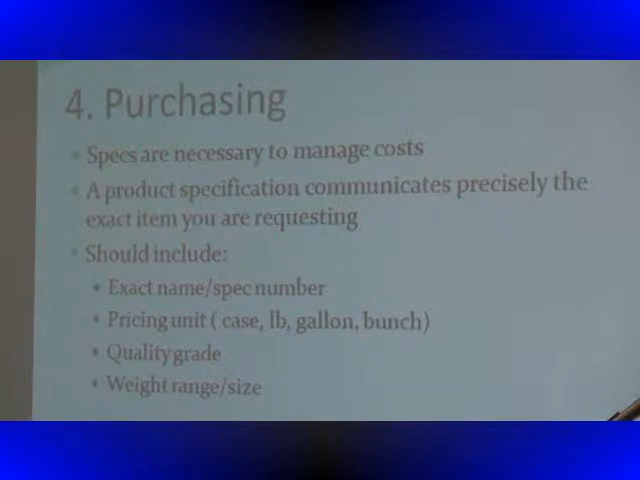 4. Purchasing
Specs are necessary to manage costs
A product specification communicates precisely the
exact item you are requesting
Should include:
Exact name/spec number
Pricing unit ( case, lb, gallon, bunch)
Quality grade
Weight range/size